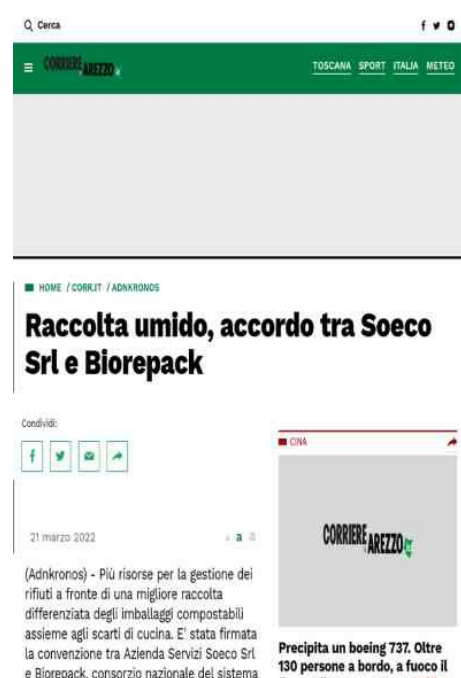 Cerca
CORRIERE AREZZO
TOSCANA SPORT ITALIA METEO
HOME / CORR.IT / ADNKRONOS
Raccolta umido, accordo tra Soeco
Srl e Biorepack
Condividi:
21 marzo 2022
a a a
(Adnkronos) - Più risorse per la gestione dei
rifiuti a fronte di una migliore raccolta
differenziata degli imballaggi compostabili
assieme agli scarti di cucina. E' stata firmata
la convenzione tra Azienda Servizi Soeco Srl
e Biorepack, consorzio nazionale del sistema
CINA
CORRIERE AREZZO
Precipita un boeing 737. Oltre
130 persone a bordo, a fuoco il